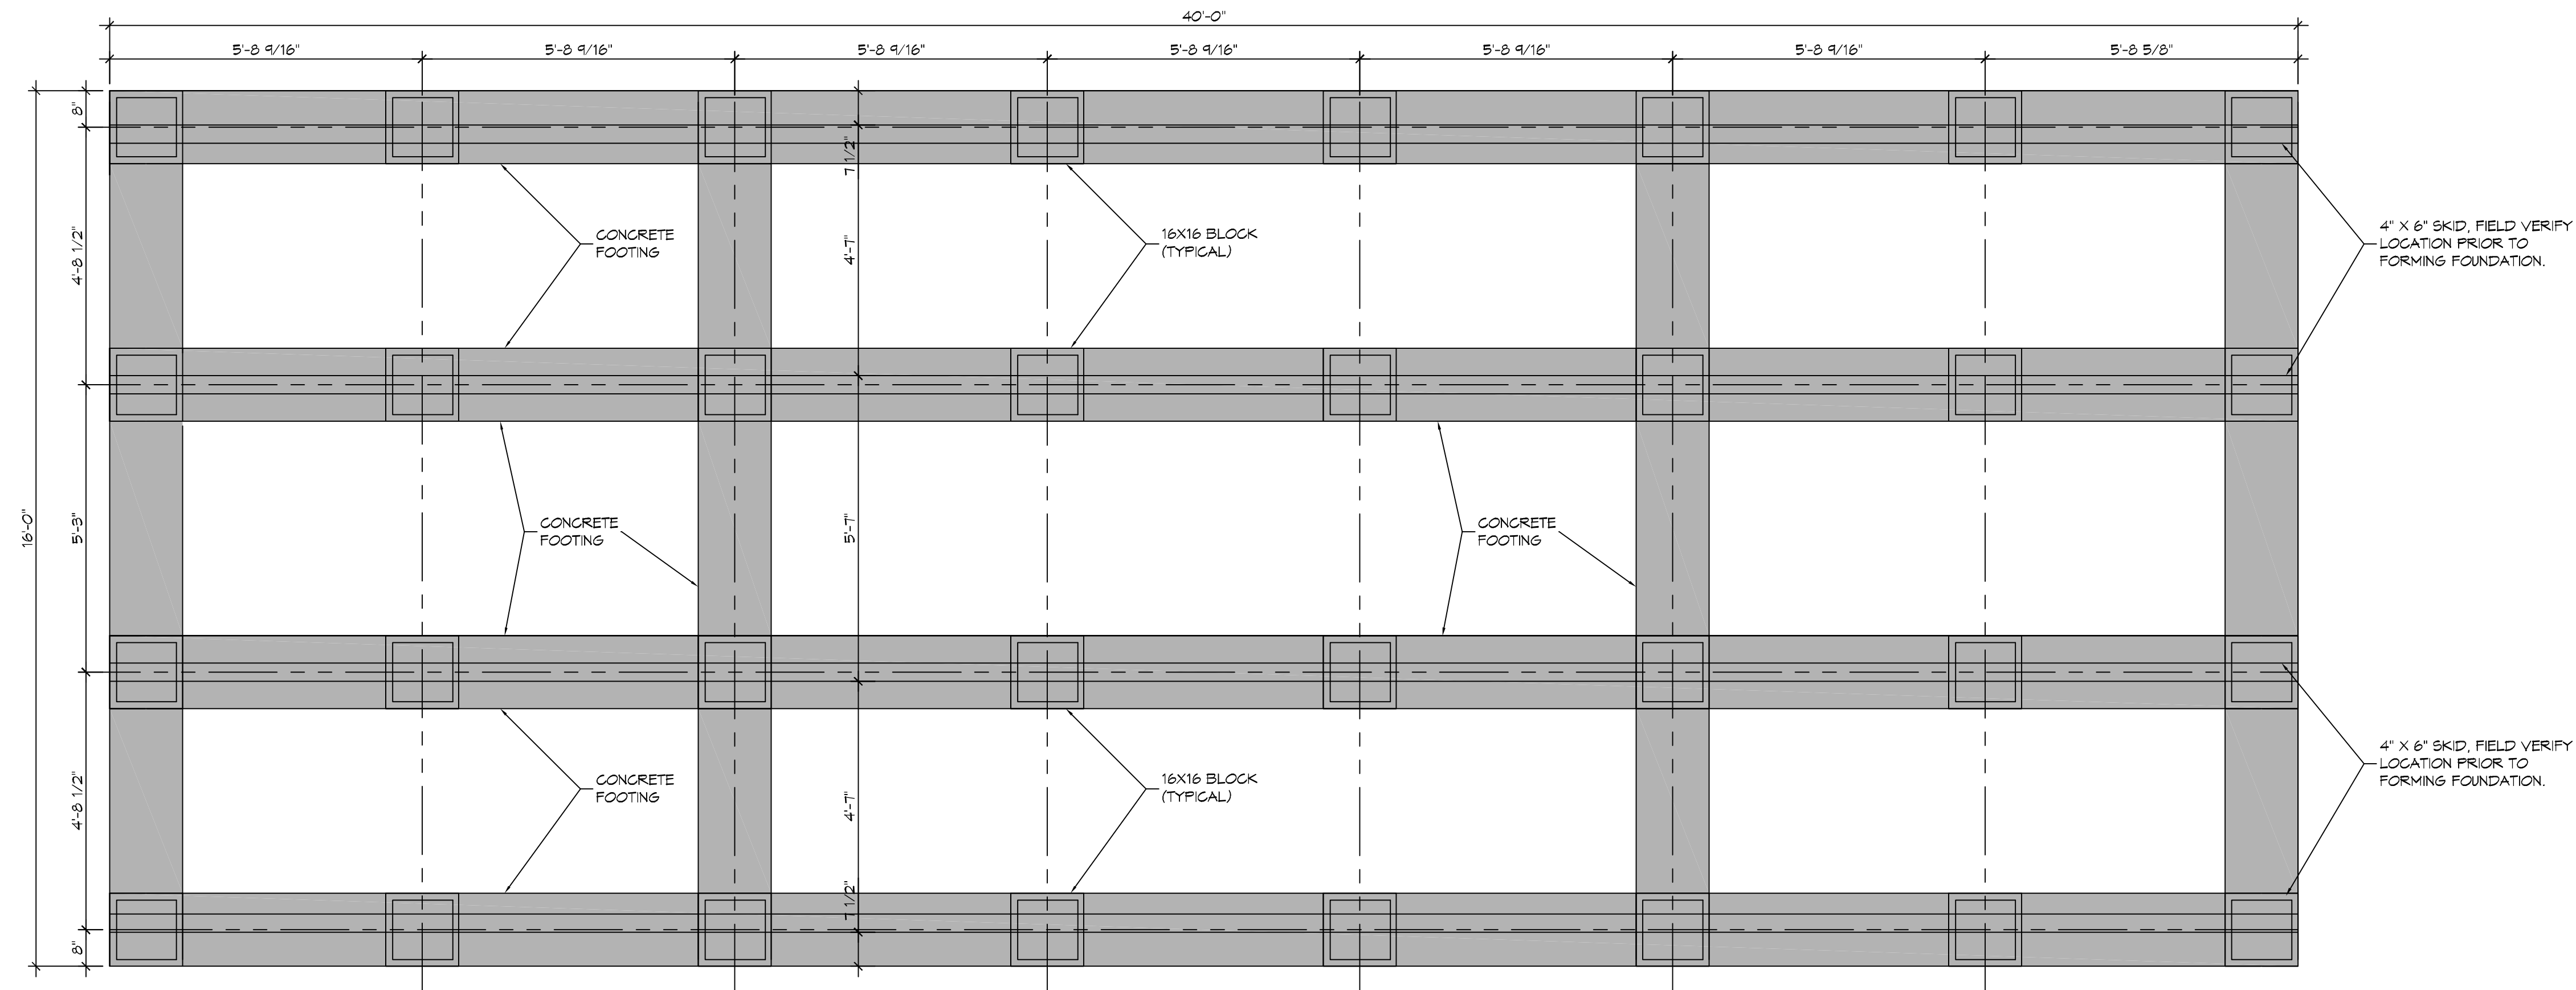 40'-0"
5'-8 9/16"
5'-8 9/16"
5'-8 9/16"
5'-8 9/16"
5'-8 9/16"
5'-8 9/16"
5'-8 5/8"
8"
7 1/2"
4'-8 1/2"
4'-7"
CONCRETE
FOOTING
16X16 BLOCK
(TYPICAL)
4" X 6" SKID, FIELD VERIFY
LOCATION PRIOR TO
FORMING FOUNDATION.
16'-0"
5'-3"
5'-7"
CONCRETE
FOOTING
CONCRETE
FOOTING
4'-8 1/2"
4'-7"
CONCRETE
FOOTING
16X16 BLOCK
(TYPICAL)
4" X 6" SKID, FIELD VERIFY
LOCATION PRIOR TO
FORMING FOUNDATION.
7 1/2"
8"